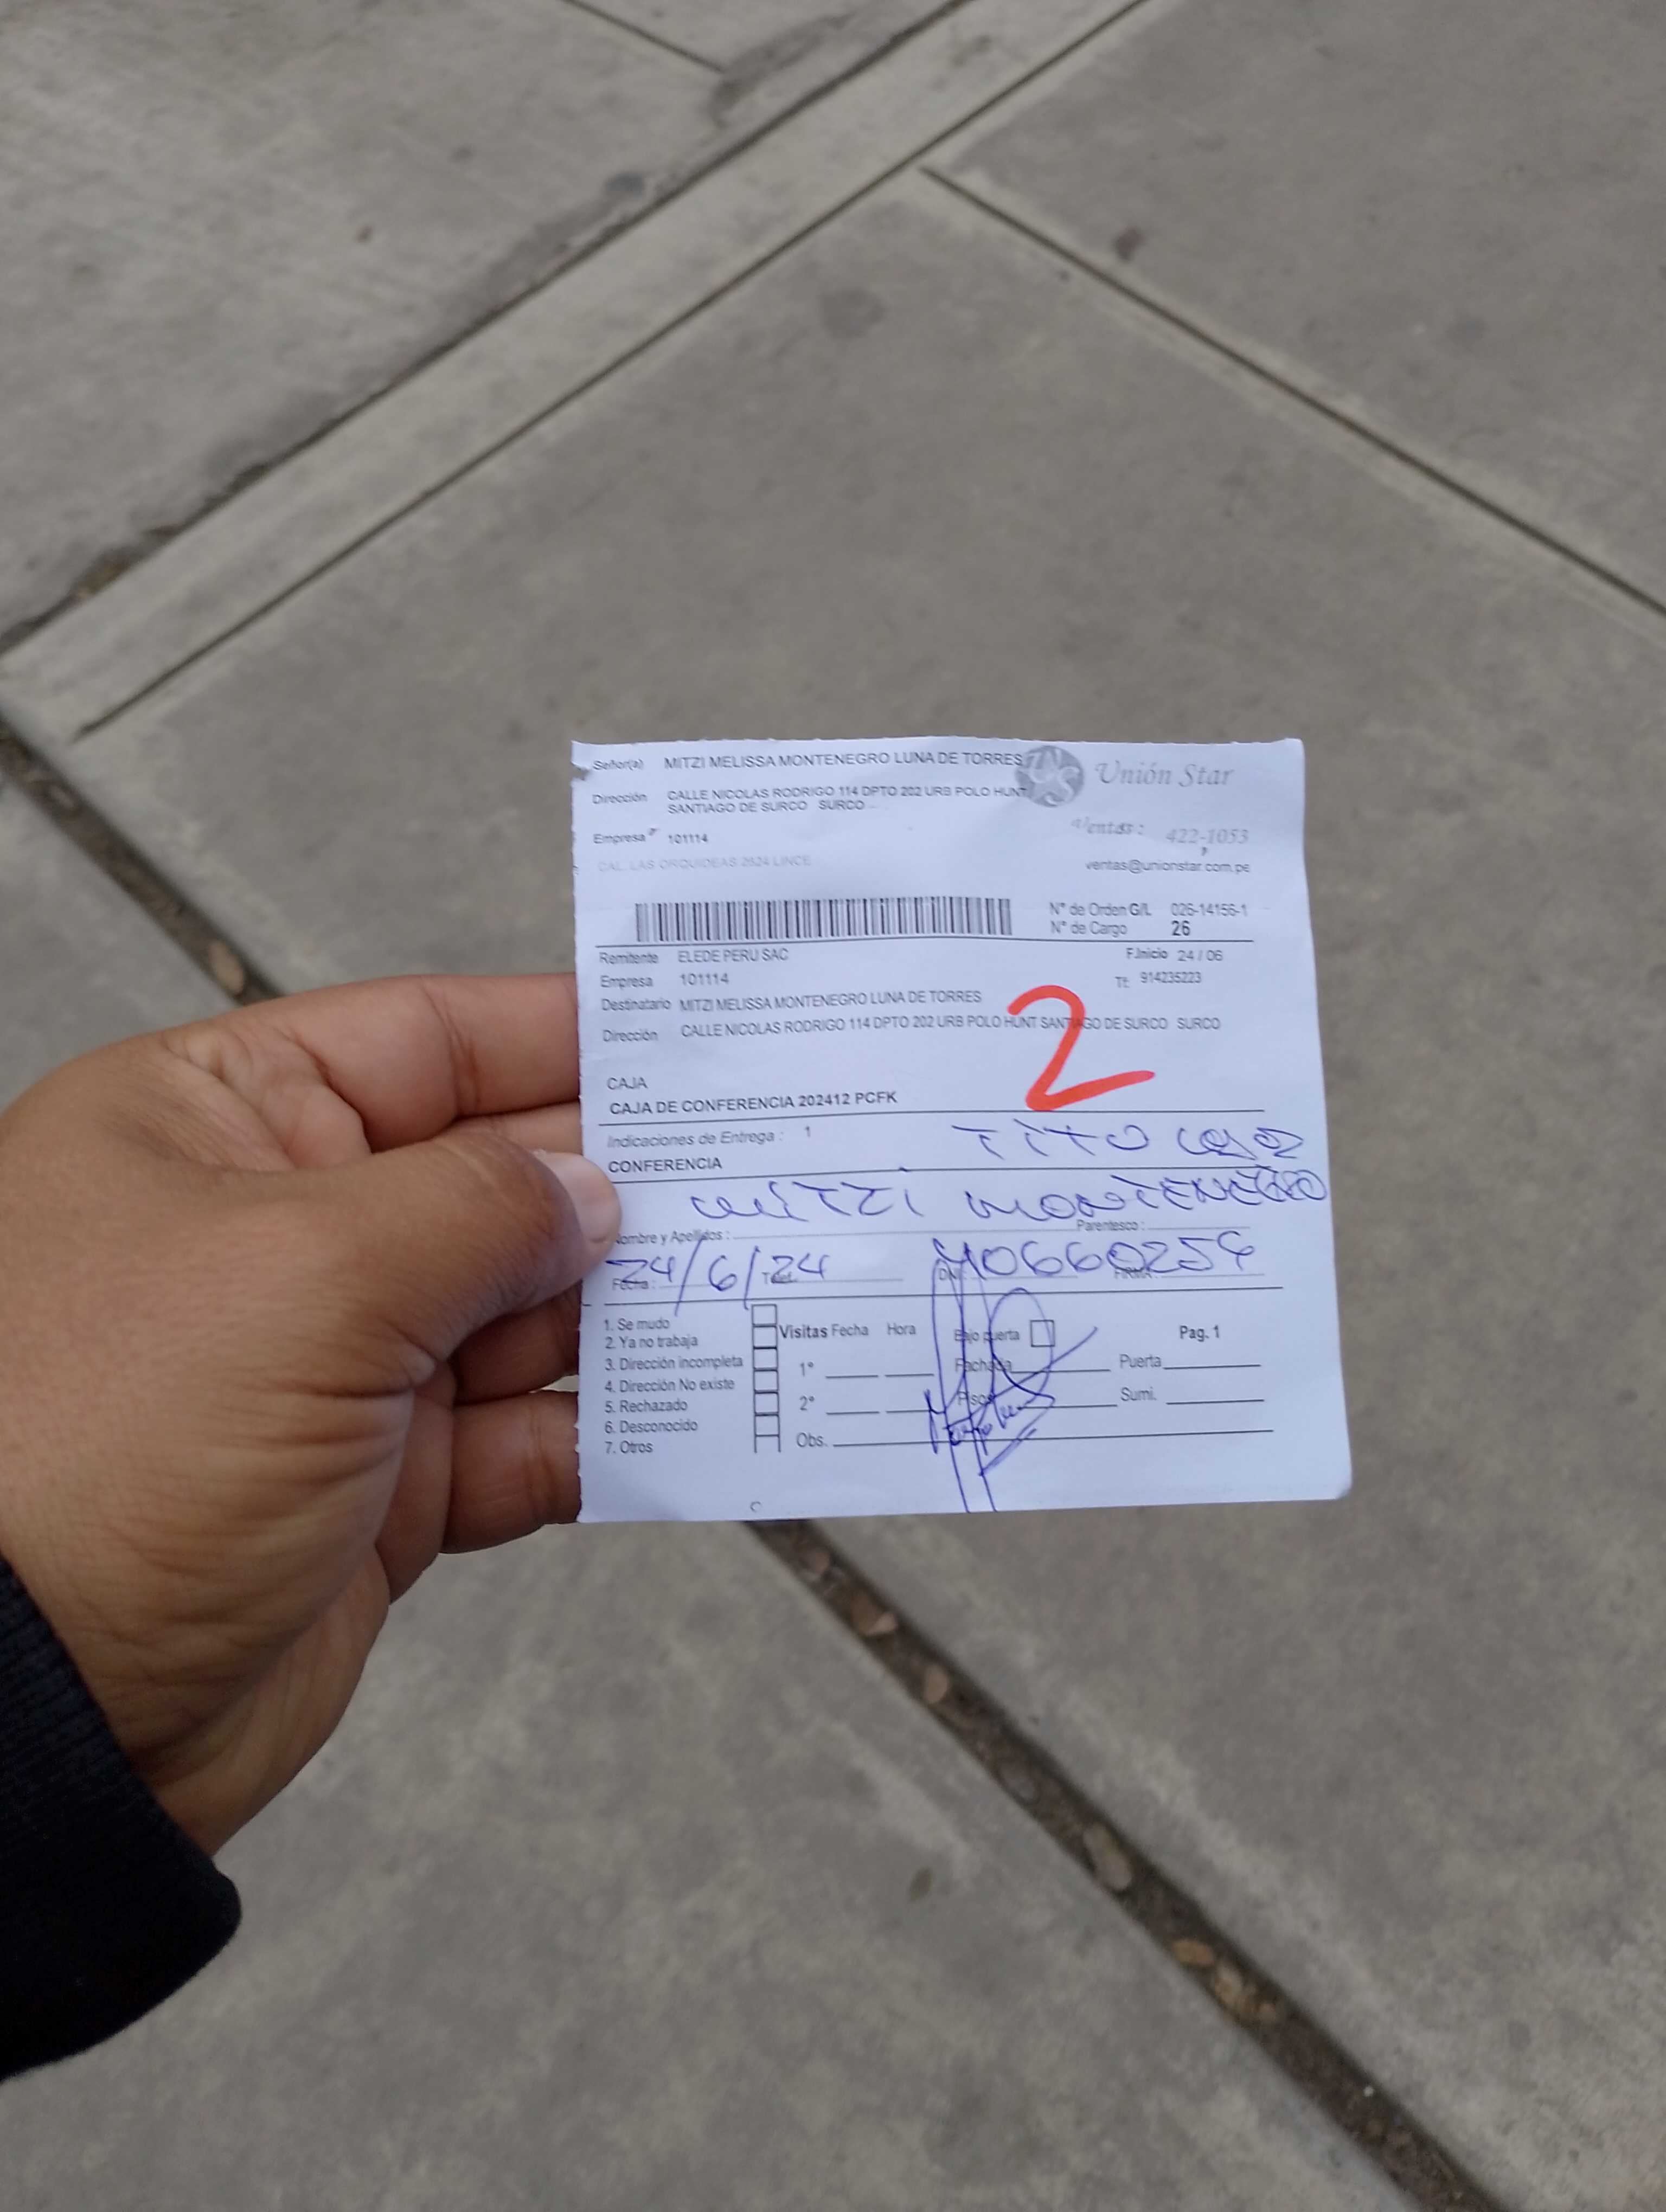 Señor(a) MITZI MELISSA MONTENEGRO LUNA DE TORRES
Unión Star
Dirección CALLE NICOLAS RODRIGO 114 DPTO 202 URB POLO HUNT
SANTIAGO DE SURCO SURCO
Ventas: 422-1053
Empresa 101114
CAL. LAS ORQUIDEAS 2624 LINCE
ventas@unionstar.com.pe
N° de Orden G/L 026-14156-1
N° de Cargo 26
Remitente ELEDE PERU SAC F.Inicio 24 / 06
Empresa 101114 Tf: 914235223
Destinatario MITZI MELISSA MONTENEGRO LUNA DE TORRES
Dirección CALLE NICOLAS RODRIGO 114 DPTO 202 URB POLO HUNT SANTIAGO DE SURCO SURCO
2
CAJA
CAJA DE CONFERENCIA 202412 PCFK
Indicaciones de Entrega : 1 TITO
CONFERENCIA
MITZI MONTENEGRO
Nombre y Apellidos : Parentesco :
24/6/24 40660254
Fecha : DNI: FIRMA:
1. Se mudo
2. Ya no trabaja
3. Dirección incompleta
4. Dirección No existe
5. Rechazado
6. Desconocido
7. Otros
Visitas Fecha Hora Bajo puerta Pag. 1
1° Fachada Puerta
2° Pisos Sumi.
Obs.